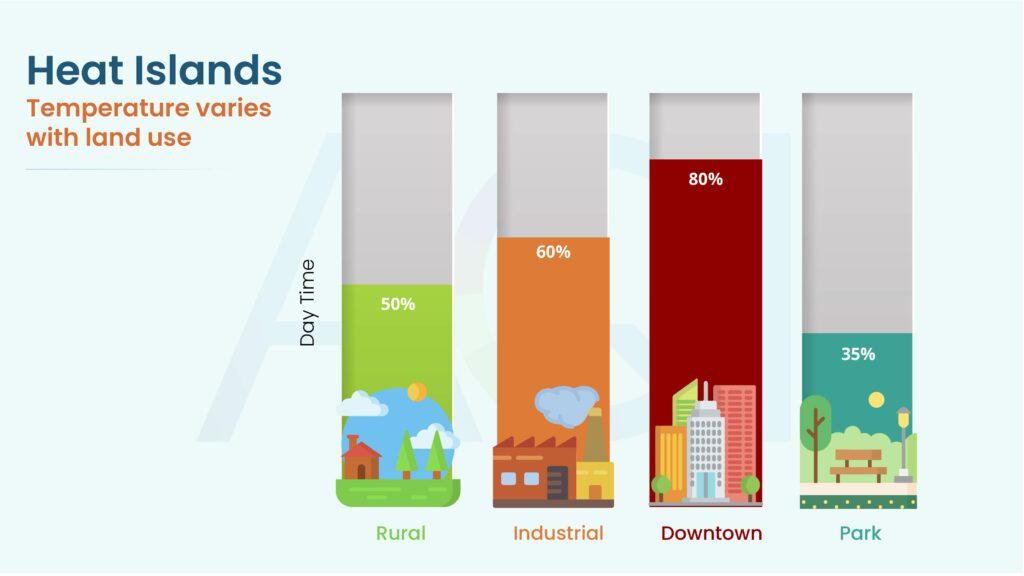 Heat Islands
Temperature varies
with land use
Day Time
50%
60%
80%
35%
Rural
Industrial
Downtown
Park